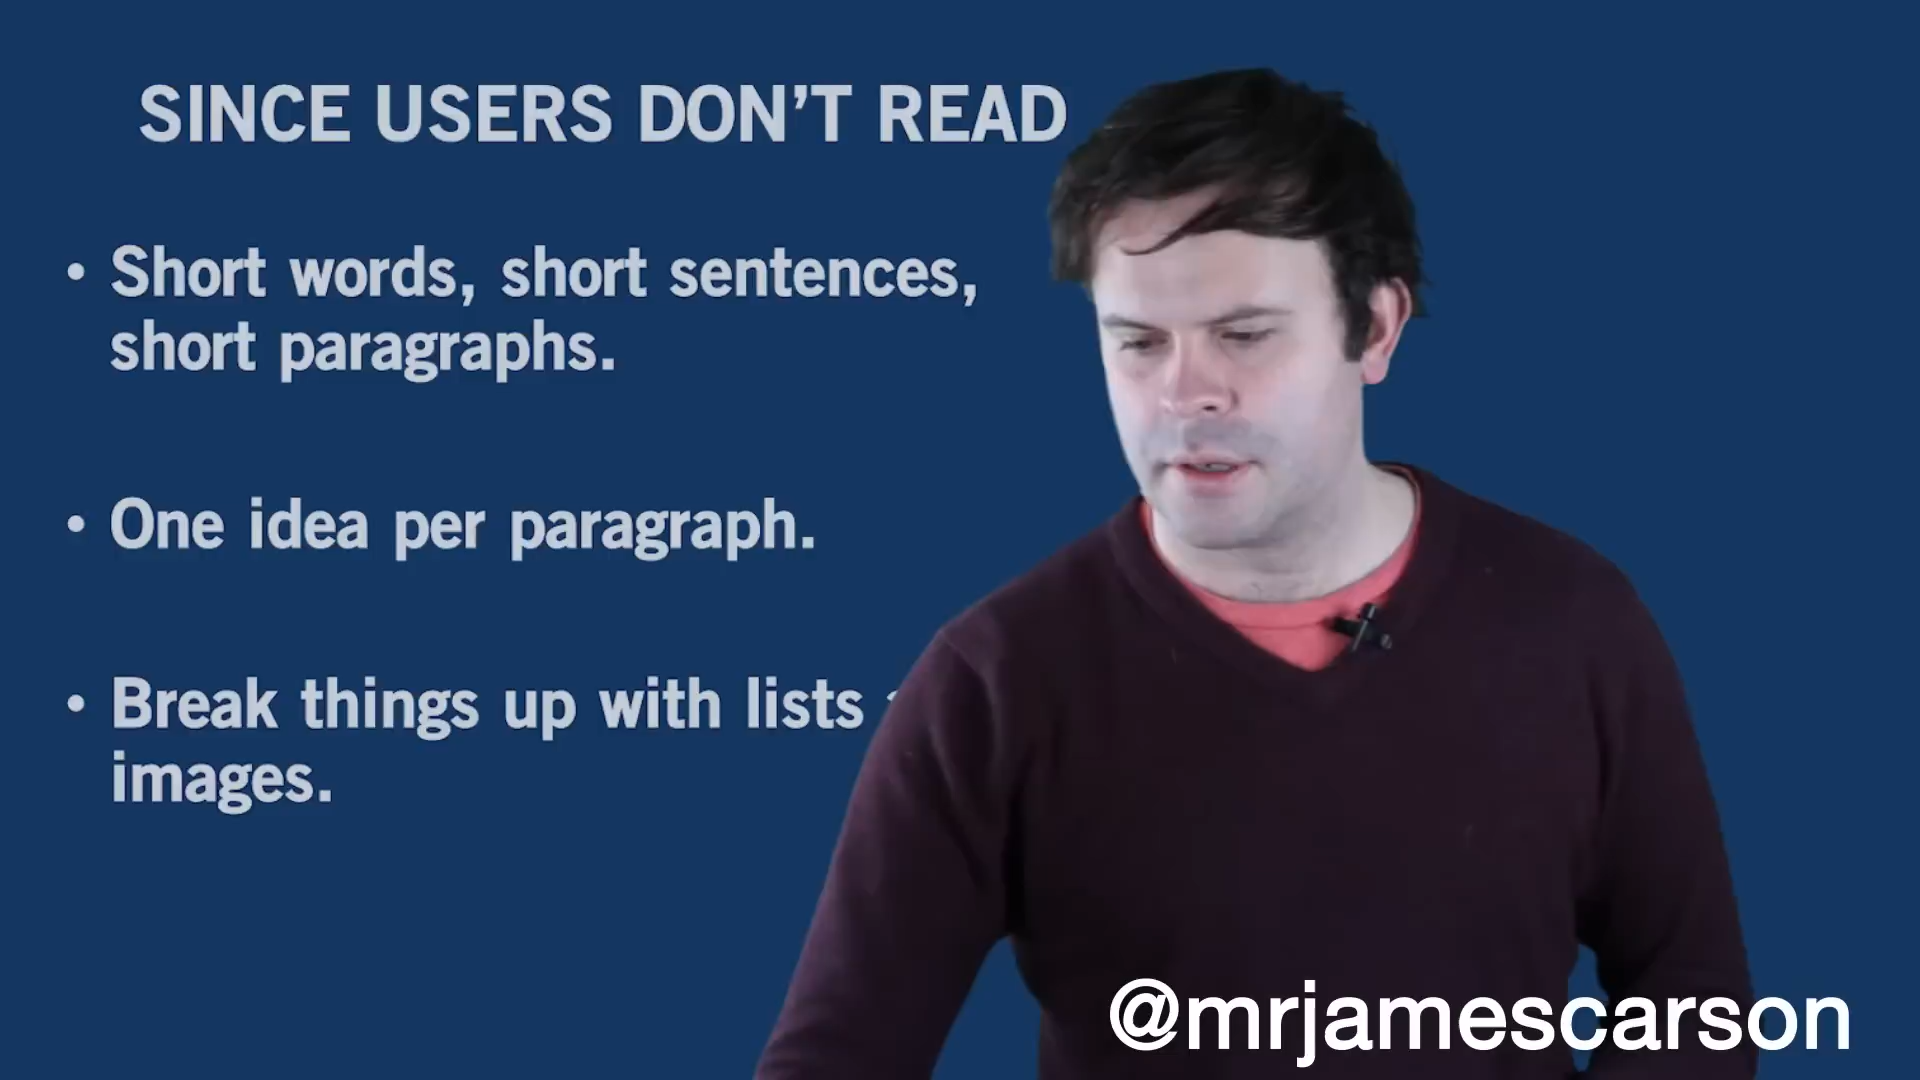 SINCE USERS DON'T READ
• Short words, short sentences,
short paragraphs.
• One idea per paragraph.
• Break things up with lists
images.
@mrjamescarson